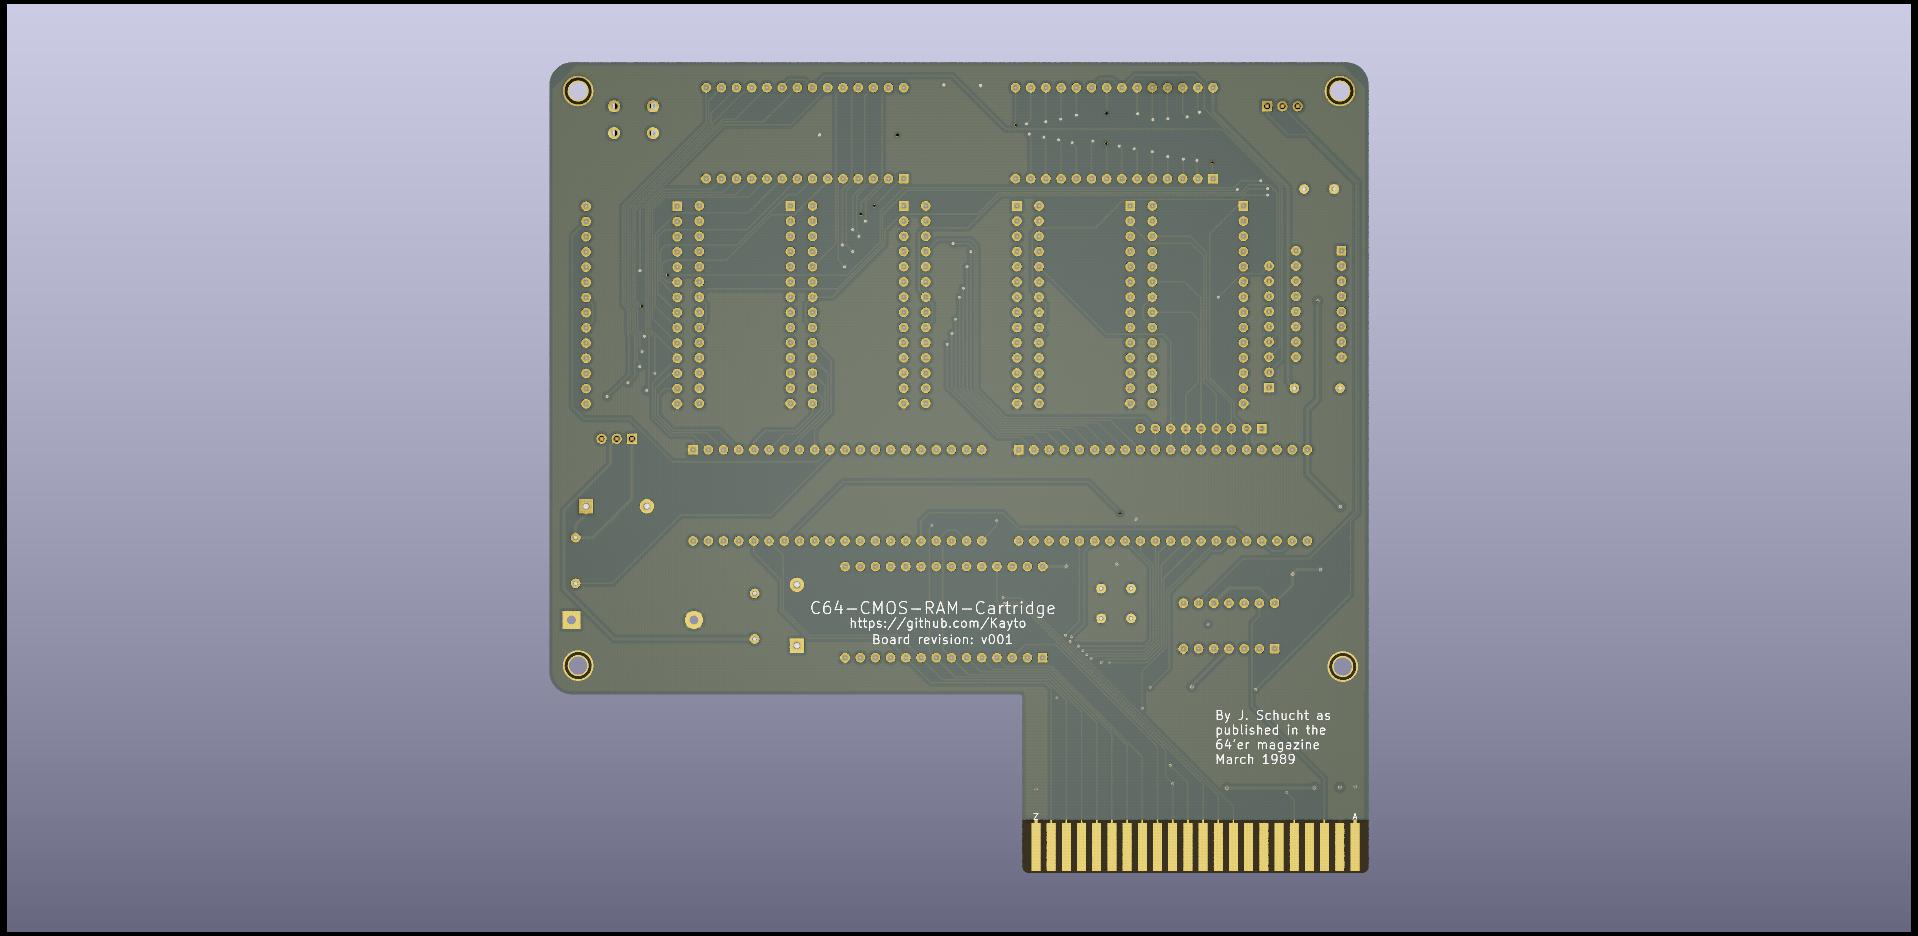 C64-CMOS-RAM-Cartridge
https://github.com/Kayto
Board revision: v001
By J. Schucht as
published in the
64'er magazine
March 1989
Z
A